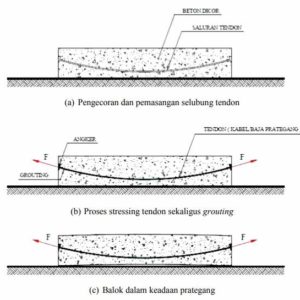 BETON DICOR
SALURAN TENDON
(a) Pengecoran dan pemasangan selubung tendon
ANGKER
TENDON ( KABEL BAJA PRATEGANG
F
F
GROUTING
(b) Proses stressing tendon sekaligus grouting
F
F
(c) Balok dalam keadaan prategang